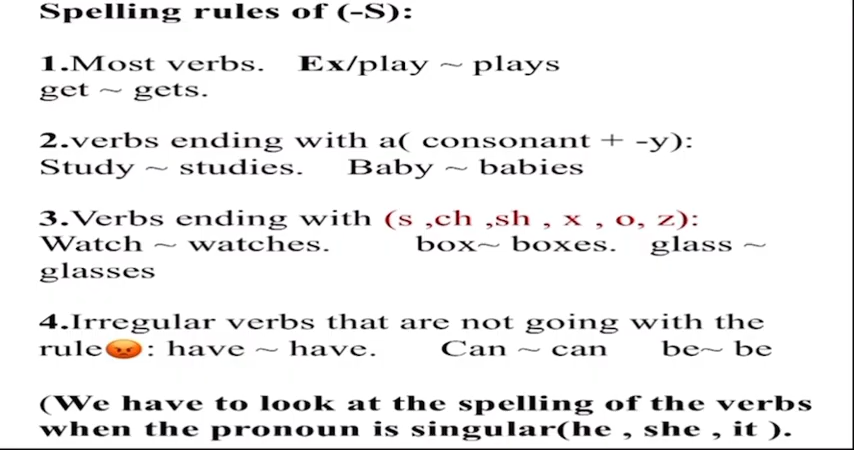 Spelling rules of (-S):
1.Most verbs. Ex/play ~ plays
get ~ gets.
2.verbs ending with a( consonant + -y):
Study ~ studies. Baby ~ babies
3.Verbs ending with (s ,ch ,sh , x , o, z):
Watch ~ watches. box~ boxes. glass ~
glasses
4.Irregular verbs that are not going with the
rule😡: have ~ have. Can ~ can be~ be
(We have to look at the spelling of the verbs
when the pronoun is singular(he , she , it ).